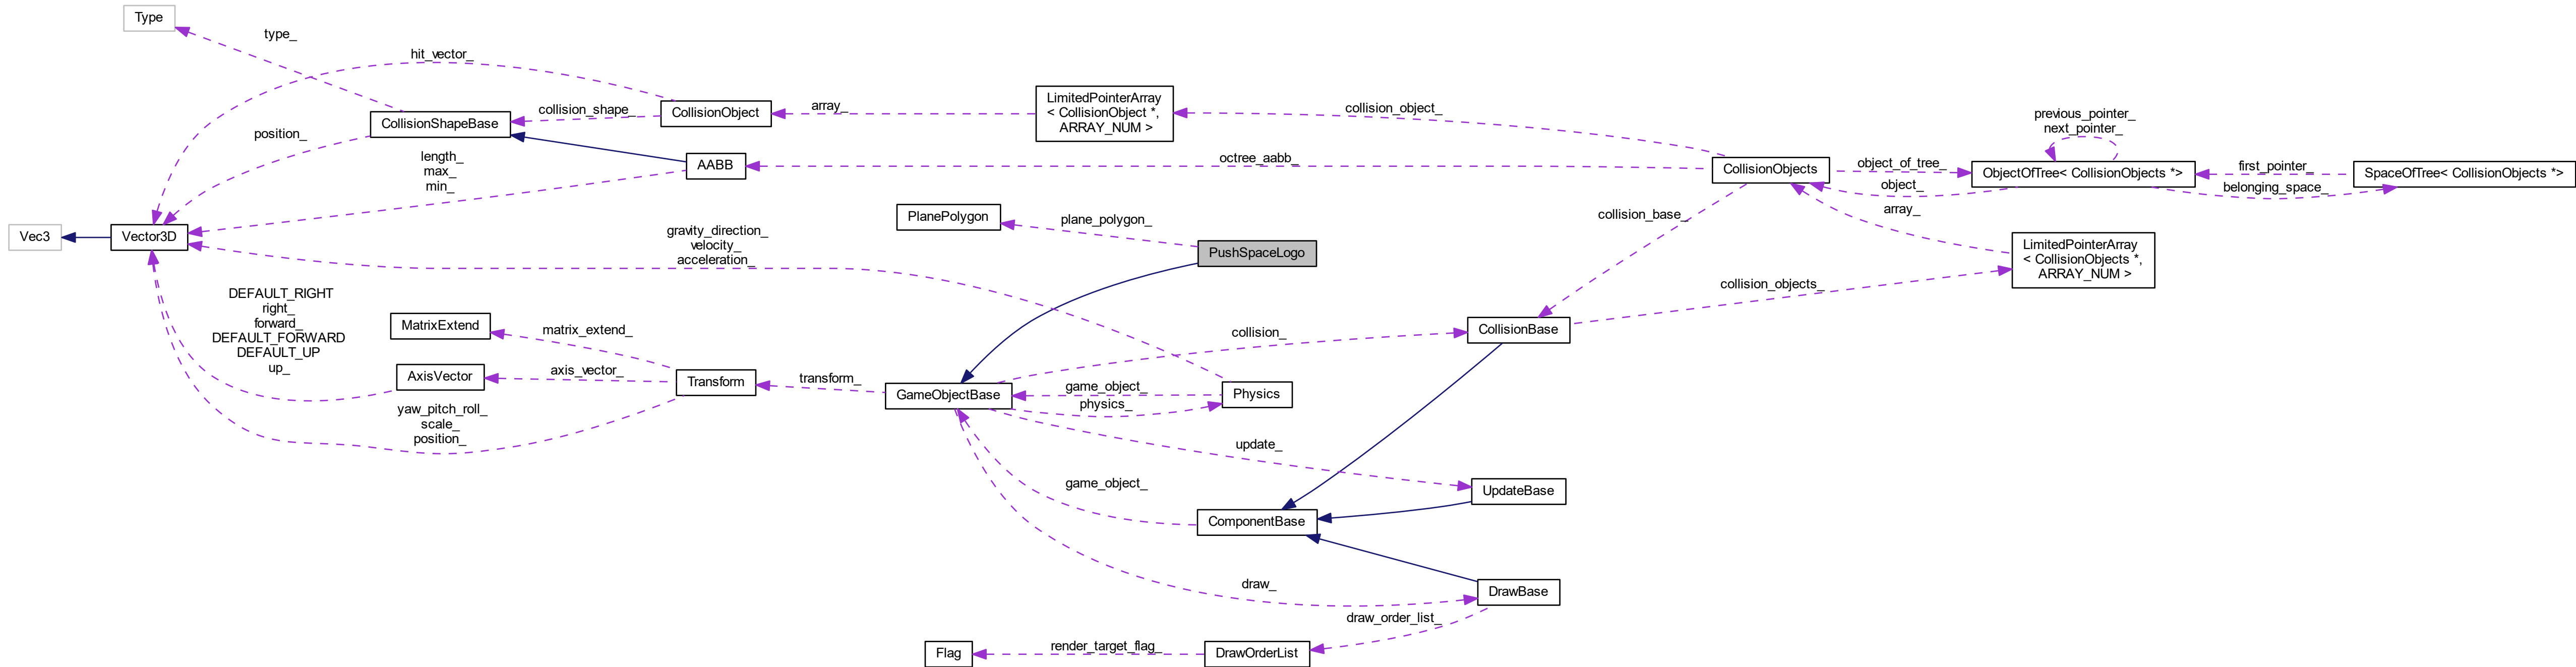 Type
type_
hit_vector_
CollisionShapeBase
collision_shape_
CollisionObject
array_
LimitedPointerArray
< CollisionObject *,
ARRAY_NUM >
collision_object_
position_
length_
max_
min_
AABB
octree_aabb_
CollisionObjects
object_of_tree_
object_
previous_pointer_
next_pointer_
ObjectOfTree< CollisionObjects *>
first_pointer_
belonging_space_
SpaceOfTree< CollisionObjects *>
Vec3
Vector3D
PlanePolygon
plane_polygon_
PushSpaceLogo
collision_base_
array_
LimitedPointerArray
< CollisionObjects *,
ARRAY_NUM >
gravity_direction_
velocity_
acceleration_
collision_objects_
DEFAULT_RIGHT
right_
forward_
DEFAULT_FORWARD
DEFAULT_UP
up_
MatrixExtend
matrix_extend_
AxisVector
axis_vector_
Transform
transform_
GameObjectBase
collision_
CollisionBase
game_object_
physics_
Physics
yaw_pitch_roll_
scale_
position_
update_
UpdateBase
game_object_
ComponentBase
draw_
DrawBase
draw_order_list_
Flag
render_target_flag_
DrawOrderList